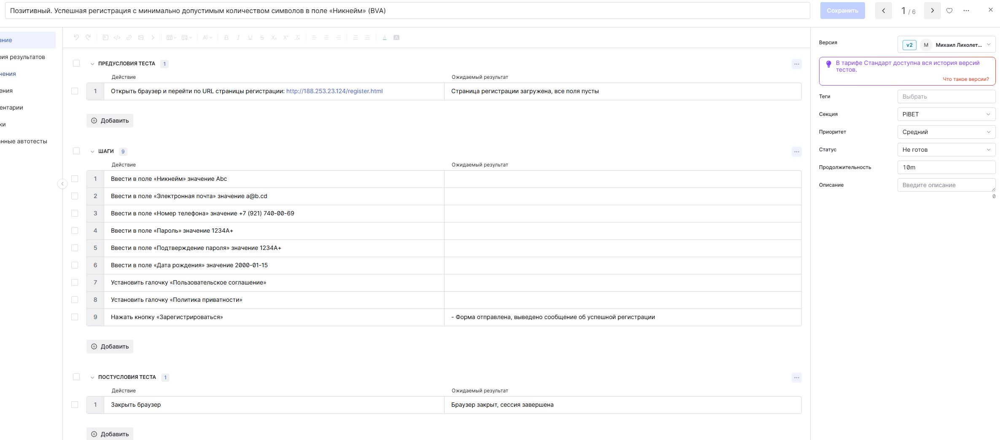 Позитивный. Успешная регистрация с минимально допустимым количеством символов в поле «Никнейм» (BVA)
Сохранить
1 / 6
ание
рия результатов
нения
ения
ентарии
ки
анные автотесты
ПРЕДУСЛОВИЯ ТЕСТА 1
Действие Ожидаемый результат
1 Открыть браузер и перейти по URL страницы регистрации: http://188.253.23.124/register.html Страница регистрации загружена, все поля пусты
Добавить
ШАГИ 9
Действие Ожидаемый результат
1 Ввести в поле «Никнейм» значение Abc
2 Ввести в поле «Электронная почта» значение a@b.cd
3 Ввести в поле «Номер телефона» значение +7 (921) 740-00-69
4 Ввести в поле «Пароль» значение 1234A+
5 Ввести в поле «Подтверждение пароля» значение 1234A+
6 Ввести в поле «Дата рождения» значение 2000-01-15
7 Установить галочку «Пользовательское соглашение»
8 Установить галочку «Политика приватности»
9 Нажать кнопку «Зарегистрироваться» - Форма отправлена, выведено сообщение об успешной регистрации
Добавить
ПОСТУСЛОВИЯ ТЕСТА 1
Действие Ожидаемый результат
1 Закрыть браузер Браузер закрыт, сессия завершена
Добавить
Версия v2 М Михаил Лихолет...
В тарифе Стандарт доступна вся история версий
тестов.
Что такое версии?
Теги Выбрать
Секция PiBET
Приоритет Средний
Статус Не готов
Продолжительность 10m
Описание Введите описание
0